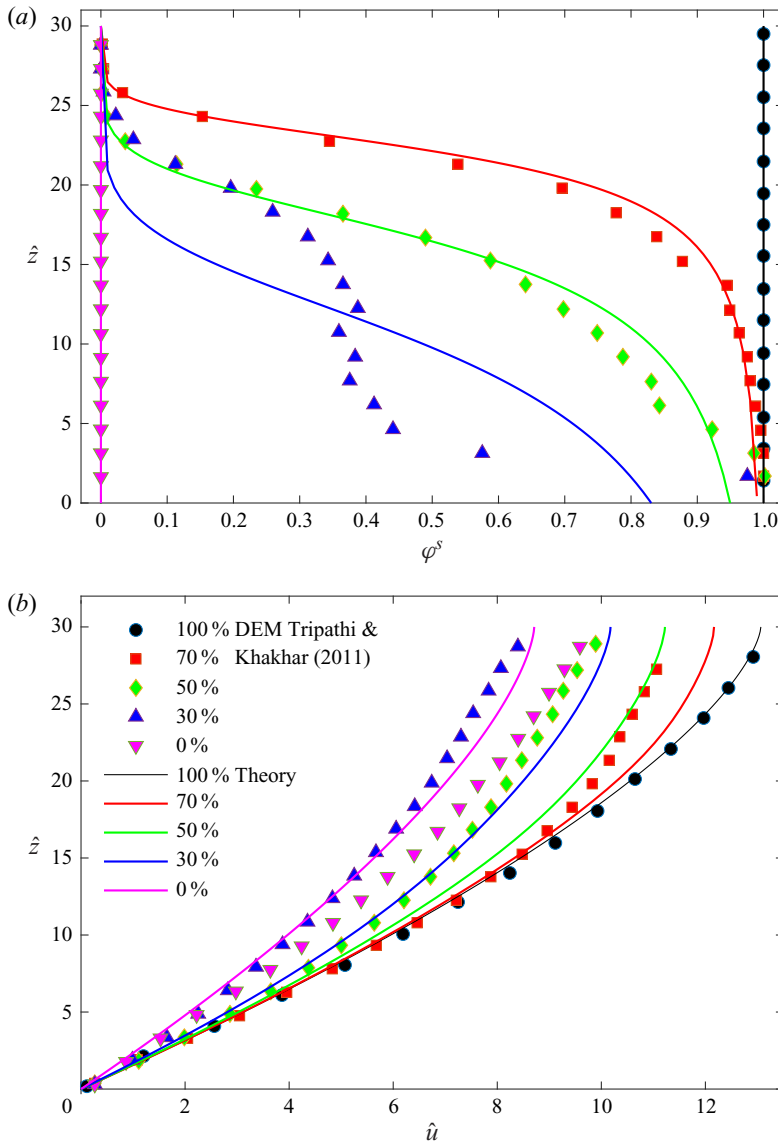 (a)
30
25
20
ẑ
15
10
5
0
0 0.1 0.2 0.3 0.4 0.5 0.6 0.7 0.8 0.9 1.0
φˢ
(b)
30
25
20
ẑ
15
10
5
100 % DEM Tripathi &
70 % Khakhar (2011)
50 %
30 %
0 %
100 % Theory
70 %
50 %
30 %
0 %
0 2 4 6 8 10 12
û